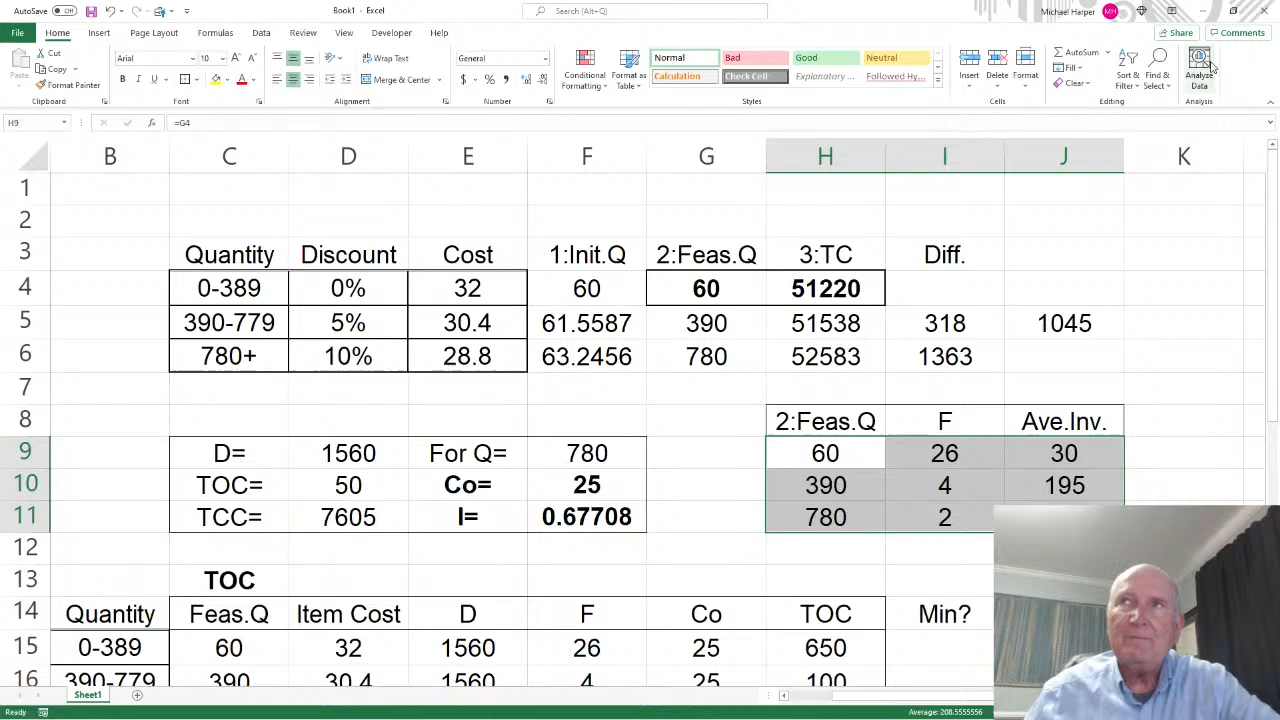 AutoSave Off Book1 - Excel Search (Alt+Q) Michael Harper MH
File Home Insert Page Layout Formulas Data Review View Developer Help Share Comments
Paste Cut Copy Format Painter Clipboard
Arial 10 B I U Font
Wrap Text Merge & Center Alignment
General $ % Number
Conditional Formatting Format as Table Normal Bad Good Neutral Calculation Check Cell Explanatory ... Followed Hy... Styles
Insert Delete Format Cells
AutoSum Fill Clear Sort & Filter Find & Select Editing
Analyze Data Analysis
H9 fx =G4
B C D E F G H I J K
1
2
3 Quantity Discount Cost 1:Init.Q 2:Feas.Q 3:TC Diff.
4 0-389 0% 32 60 60 51220
5 390-779 5% 30.4 61.5587 390 51538 318 1045
6 780+ 10% 28.8 63.2456 780 52583 1363
7
8 2:Feas.Q F Ave.Inv.
9 D= 1560 For Q= 780 60 26 30
10 TOC= 50 Co= 25 390 4 195
11 TCC= 7605 I= 0.67708 780 2
12
13 TOC
14 Quantity Feas.Q Item Cost D F Co TOC Min?
15 0-389 60 32 1560 26 25 650
16 390-779 390 30.4 1560 4 25 100
Sheet1
Ready Average: 208.5555556